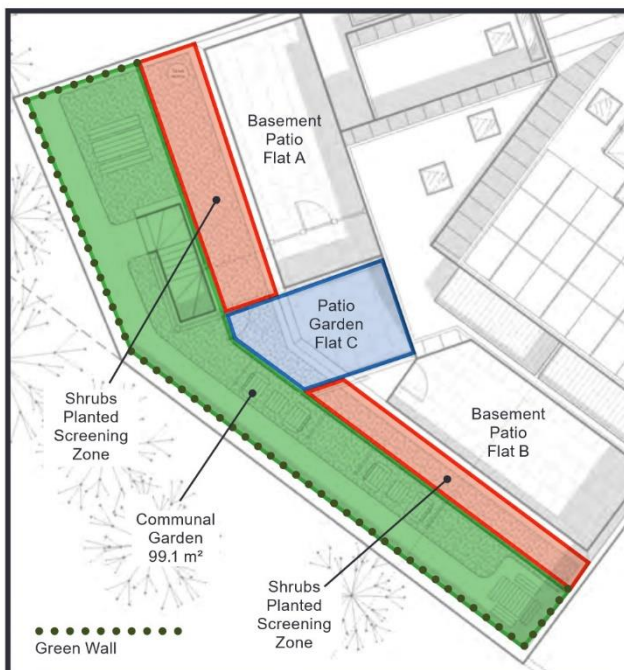 Basement
Patio
Flat A
Patio
Garden
Flat C
Basement
Patio
Flat B
Shrubs
Planted
Screening
Zone
Communal
Garden
99.1 m²
Shrubs
Planted
Screening
Zone
Green Wall